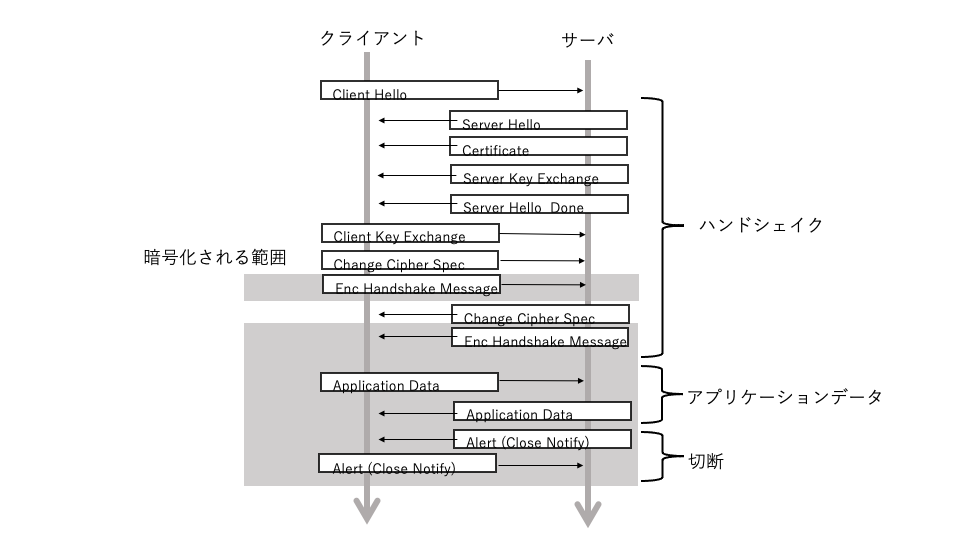 クライアント
サーバ
Client Hello
Server Hello
Certificate
Server Key Exchange
Server Hello Done
ハンドシェイク
Client Key Exchange
暗号化される範囲
Change Cipher Spec
Enc Handshake Message
Change Cipher Spec
Enc Handshake Message
Application Data
アプリケーションデータ
Application Data
Alert (Close Notify)
切断
Alert (Close Notify)